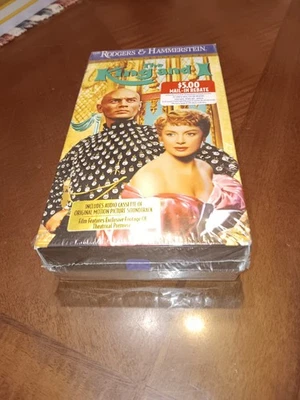 RODGERS & HAMMERSTEIN
The
King and I
$5.00
MAIL-IN REBATE
INCLUDES AUDIO CASSETTE OF
ORIGINAL MOTION PICTURE SOUNDTRACK
Film Features Exclusive Footage Of
Theatrical Premiere